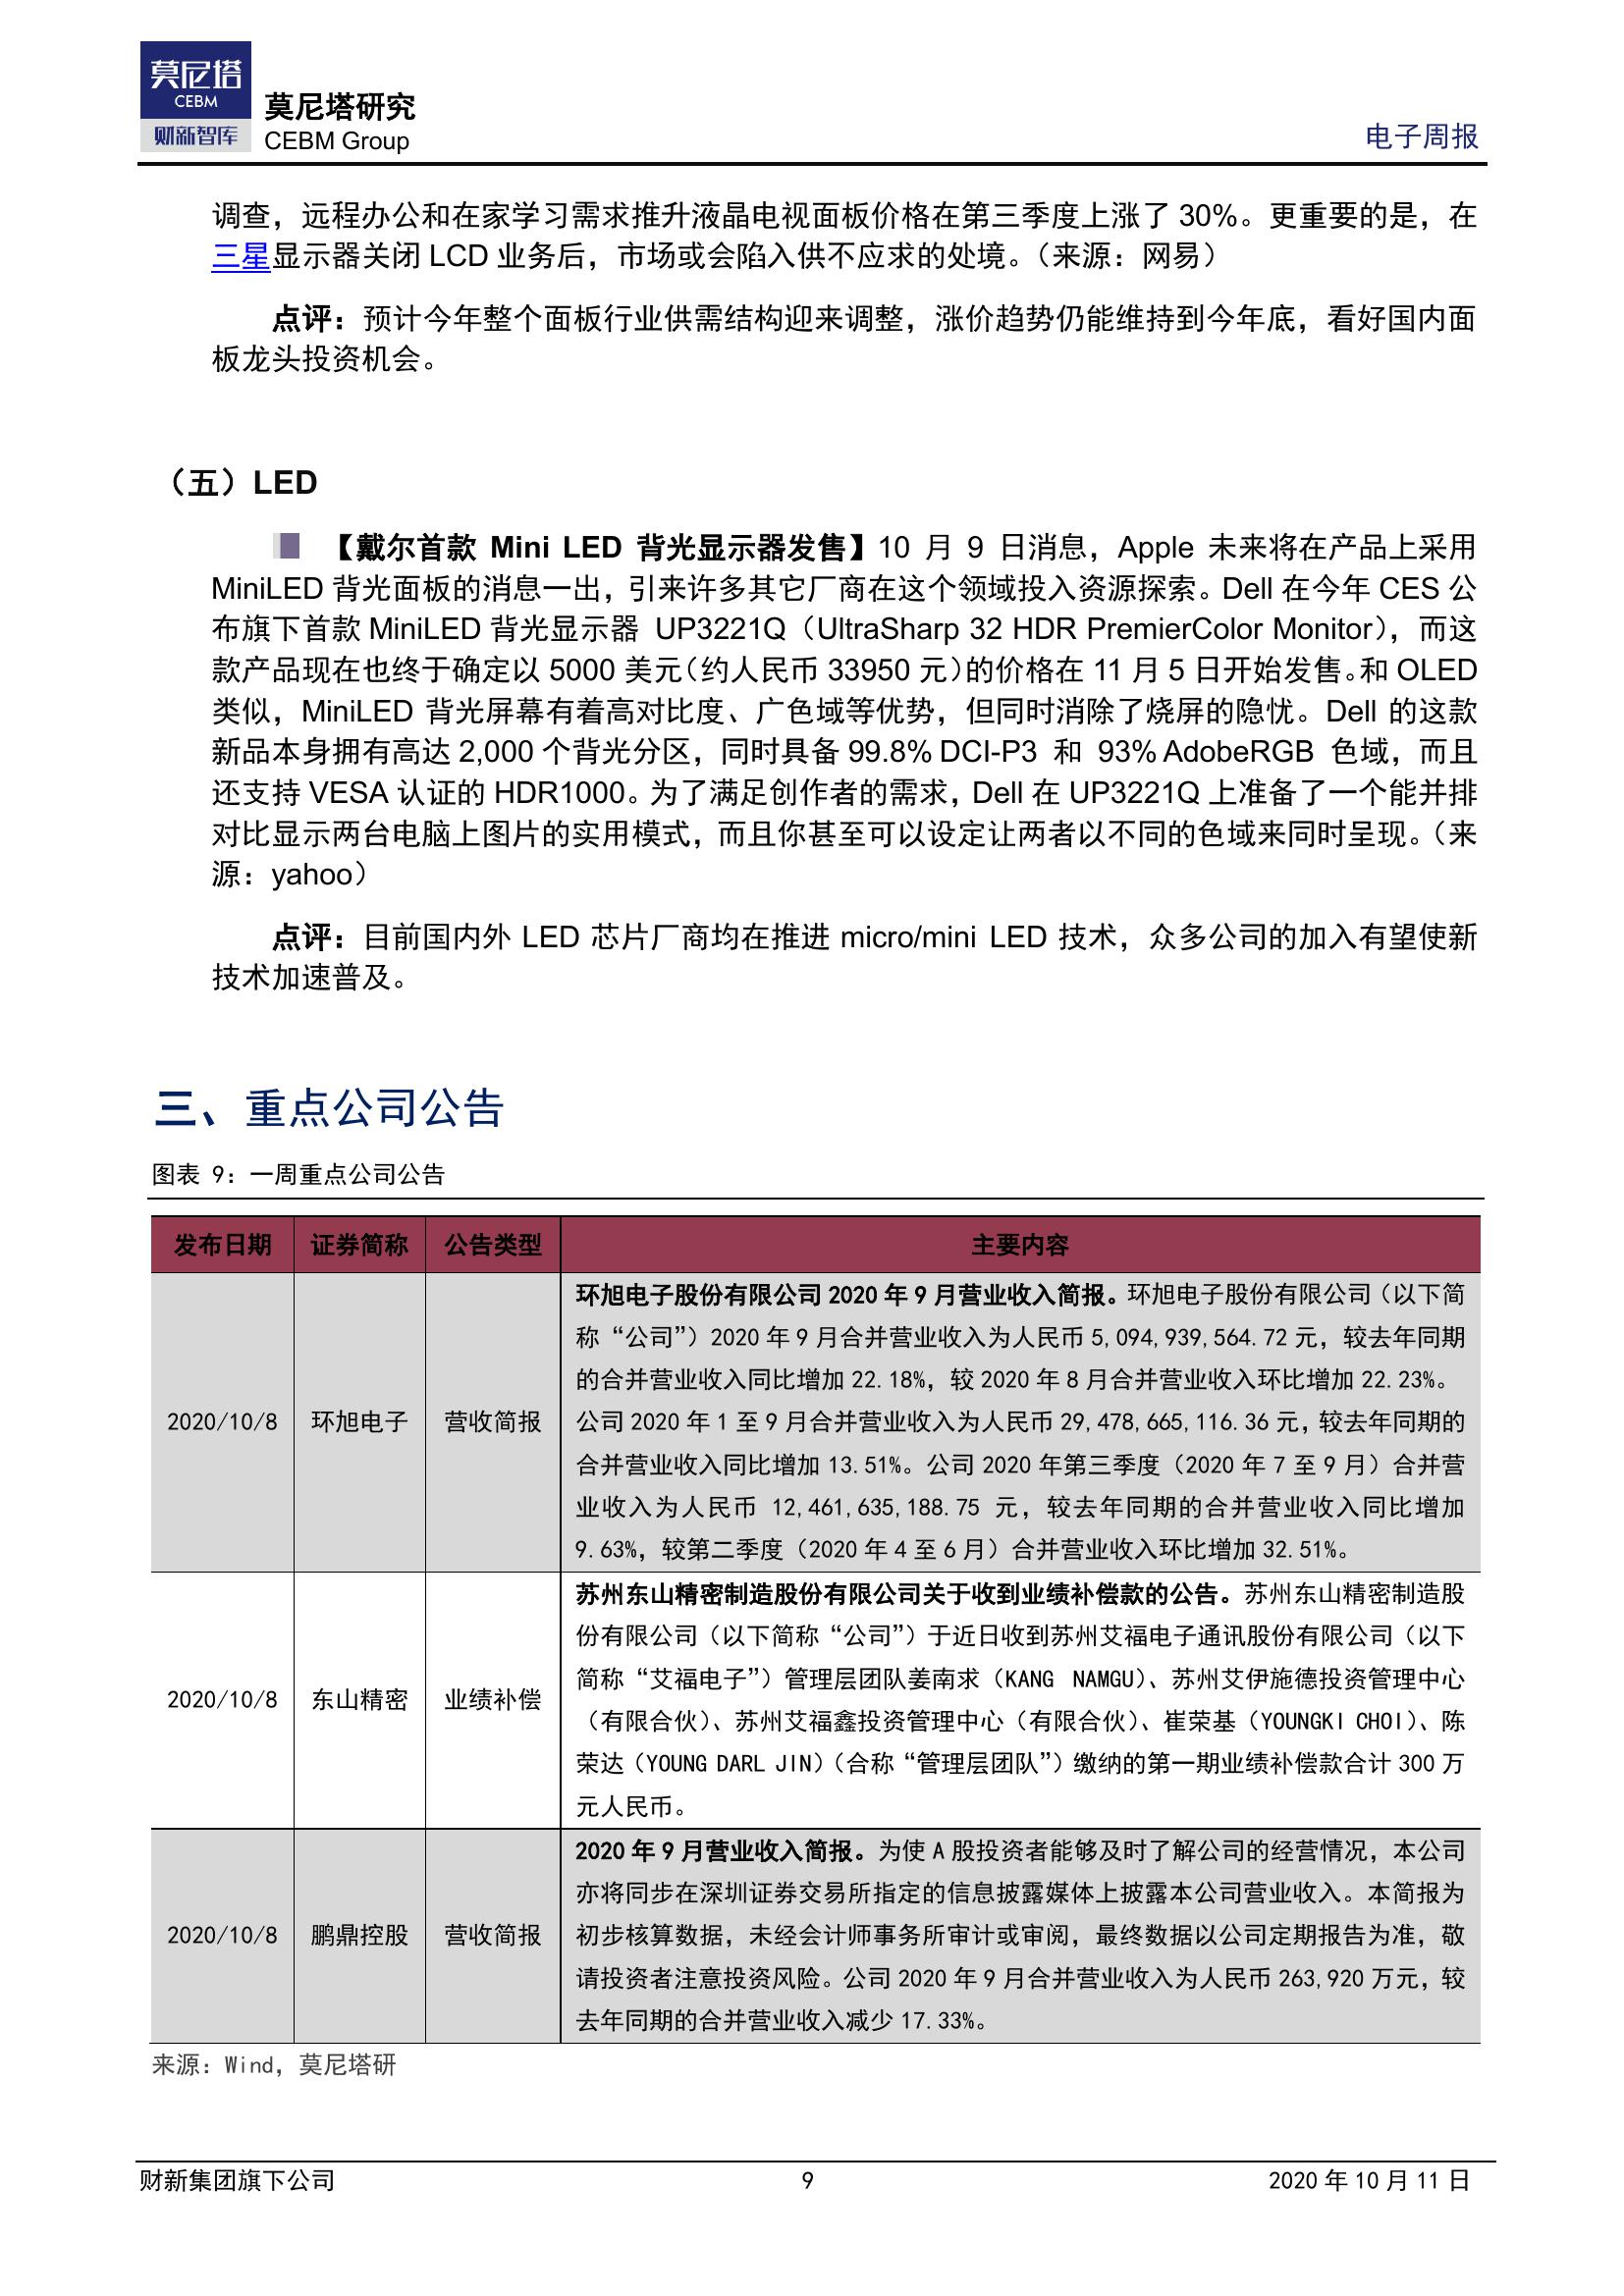 莫尼塔
CEBM
财新智库
莫尼塔研究
CEBM Group
电子周报
调查，远程办公和在家学习需求推升液晶电视面板价格在第三季度上涨了 30%。更重要的是，在
三星显示器关闭 LCD 业务后，市场或会陷入供不应求的处境。（来源：网易）
点评：预计今年整个面板行业供需结构迎来调整，涨价趋势仍能维持到今年底，看好国内面
板龙头投资机会。
（五）LED
【戴尔首款 Mini LED 背光显示器发售】10 月 9 日消息，Apple 未来将在产品上采用
MiniLED 背光面板的消息一出，引来许多其它厂商在这个领域投入资源探索。Dell 在今年 CES 公
布旗下首款 MiniLED 背光显示器 UP3221Q（UltraSharp 32 HDR PremierColor Monitor），而这
款产品现在也终于确定以 5000 美元（约人民币 33950 元）的价格在 11 月 5 日开始发售。和 OLED
类似，MiniLED 背光屏幕有着高对比度、广色域等优势，但同时消除了烧屏的隐忧。Dell 的这款
新品本身拥有高达 2,000 个背光分区，同时具备 99.8% DCI-P3 和 93% AdobeRGB 色域，而且
还支持 VESA 认证的 HDR1000。为了满足创作者的需求，Dell 在 UP3221Q 上准备了一个能并排
对比显示两台电脑上图片的实用模式，而且你甚至可以设定让两者以不同的色域来同时呈现。（来
源：yahoo）
点评：目前国内外 LED 芯片厂商均在推进 micro/mini LED 技术，众多公司的加入有望使新
技术加速普及。
三、重点公司公告
图表 9：一周重点公司公告
发布日期 证券简称 公告类型 主要内容
2020/10/8 环旭电子 营收简报
环旭电子股份有限公司 2020 年 9 月营业收入简报。环旭电子股份有限公司（以下简
称“公司”）2020 年 9 月合并营业收入为人民币 5,094,939,564.72 元，较去年同期
的合并营业收入同比增加 22.18%，较 2020 年 8 月合并营业收入环比增加 22.23%。
公司 2020 年 1 至 9 月合并营业收入为人民币 29,478,665,116.36 元，较去年同期的
合并营业收入同比增加 13.51%。公司 2020 年第三季度（2020 年 7 至 9 月）合并营
业收入为人民币 12,461,635,188.75 元，较去年同期的合并营业收入同比增加
9.63%，较第二季度（2020 年 4 至 6 月）合并营业收入环比增加 32.51%。
2020/10/8 东山精密 业绩补偿
苏州东山精密制造股份有限公司关于收到业绩补偿款的公告。苏州东山精密制造股
份有限公司（以下简称“公司”）于近日收到苏州艾福电子通讯股份有限公司（以下
简称“艾福电子”）管理层团队姜南求（KANG NAMGU）、苏州艾伊施德投资管理中心
（有限合伙）、苏州艾福鑫投资管理中心（有限合伙）、崔荣基（YOUNGKI CHOI）、陈
荣达（YOUNG DARL JIN）（合称“管理层团队”）缴纳的第一期业绩补偿款合计 300 万
元人民币。
2020/10/8 鹏鼎控股 营收简报
2020 年 9 月营业收入简报。为使 A 股投资者能够及时了解公司的经营情况，本公司
亦将同步在深圳证券交易所指定的信息披露媒体上披露本公司营业收入。本简报为
初步核算数据，未经会计师事务所审计或审阅，最终数据以公司定期报告为准，敬
请投资者注意投资风险。公司 2020 年 9 月合并营业收入为人民币 263,920 万元，较
去年同期的合并营业收入减少 17.33%。
来源：Wind，莫尼塔研
财新集团旗下公司
9
2020 年 10 月 11 日